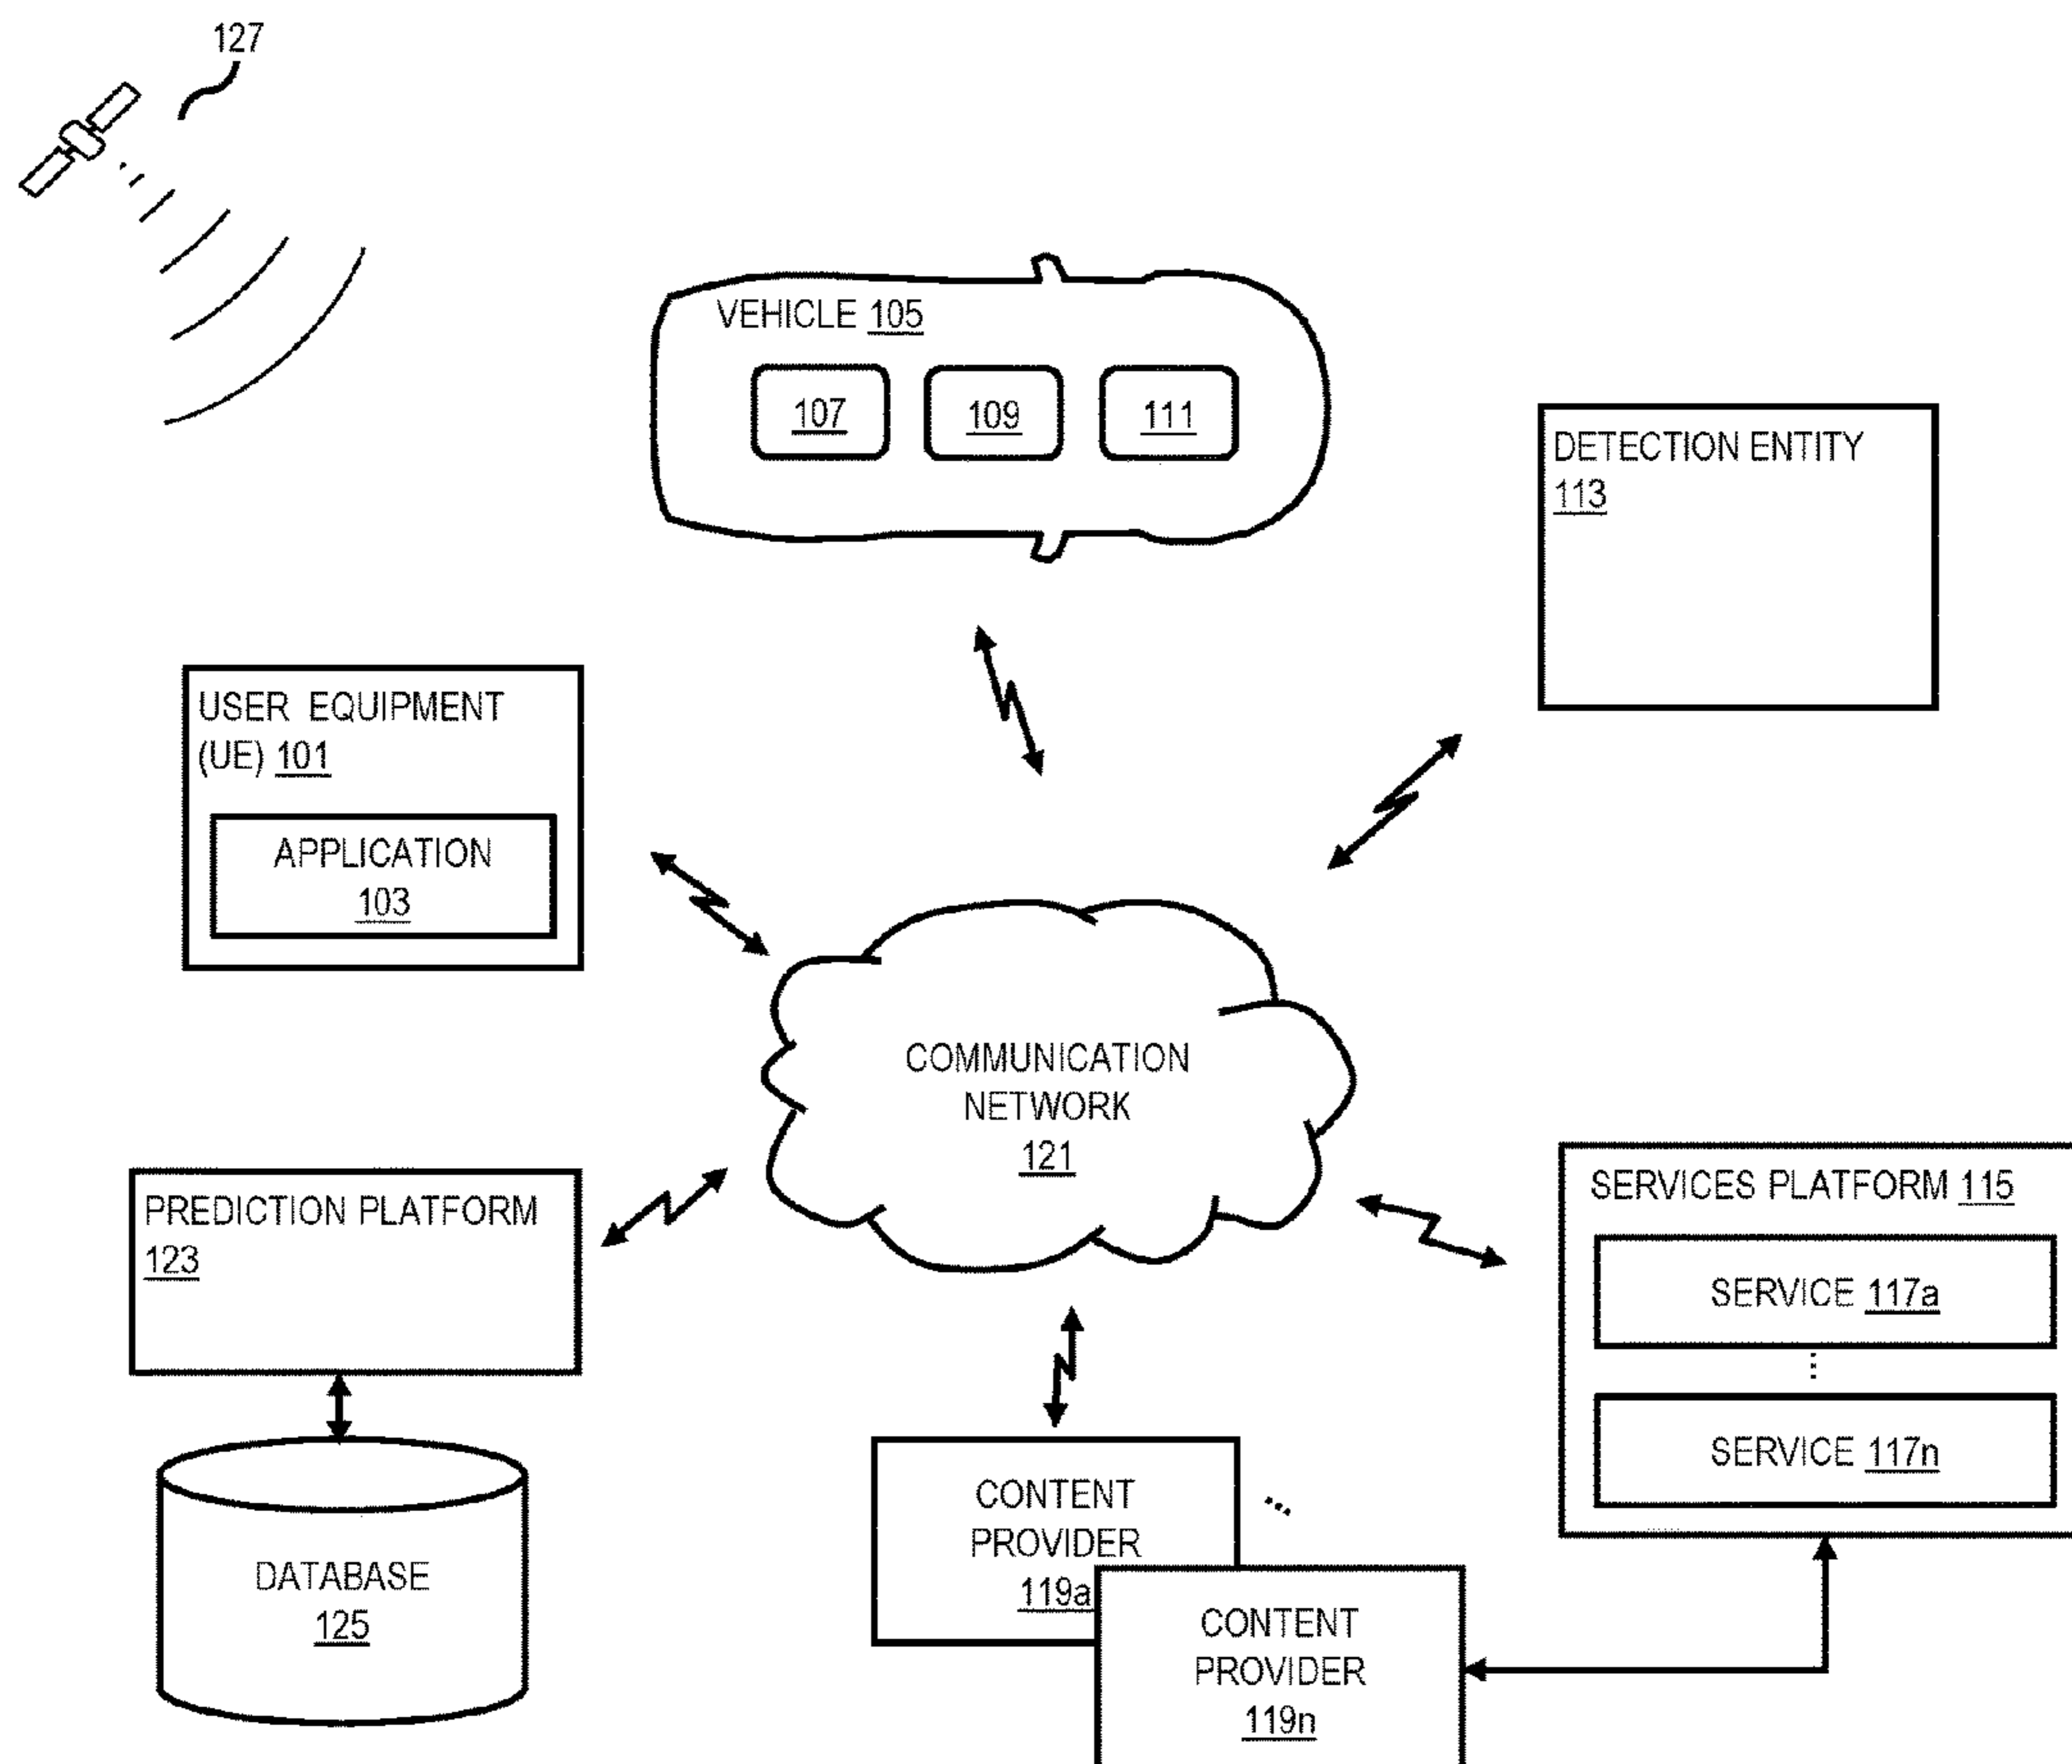 127
VEHICLE 105
107
109
111
DETECTION ENTITY
113
USER EQUIPMENT
(UE) 101
APPLICATION
103
COMMUNICATION
NETWORK
121
PREDICTION PLATFORM
123
SERVICES PLATFORM 115
SERVICE 117a
⋮
SERVICE 117n
DATABASE
125
CONTENT
PROVIDER
119a
...
CONTENT
PROVIDER
119n